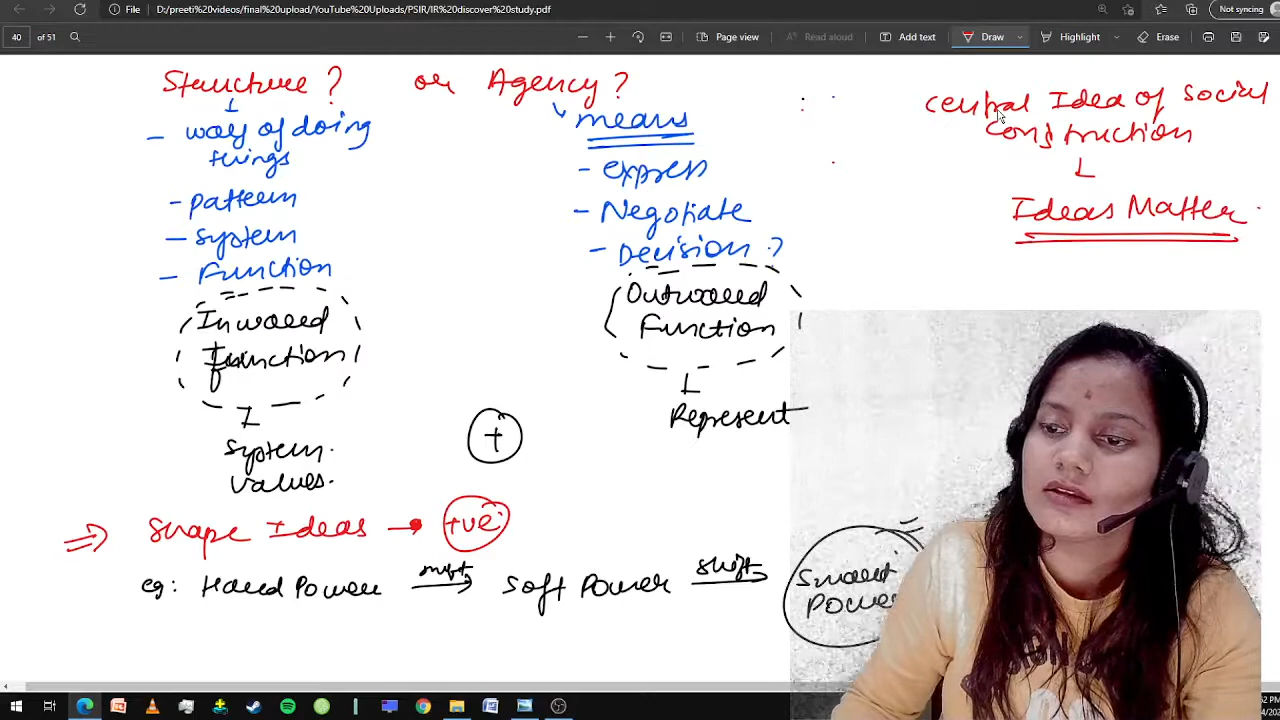 File
D:/preeti%20videos/final%20upload/YouTube%20Uploads/PSIR/IR%20discover%20study.pdf
Not syncing
40 of 51
Page view
Read aloud
Add text
Draw
Highlight
Erase
Structure? or Agency?
- way of doing things
- pattern
- system
- Function
Inward function
System values.
means
- express
- Negotiate
- Decision?
Outward Function
Represent
+
central Idea of Social Construction
Ideas Matter
⇒ Shape Ideas → +ve
eg: Hard Power shift Soft Power shift Smart Power